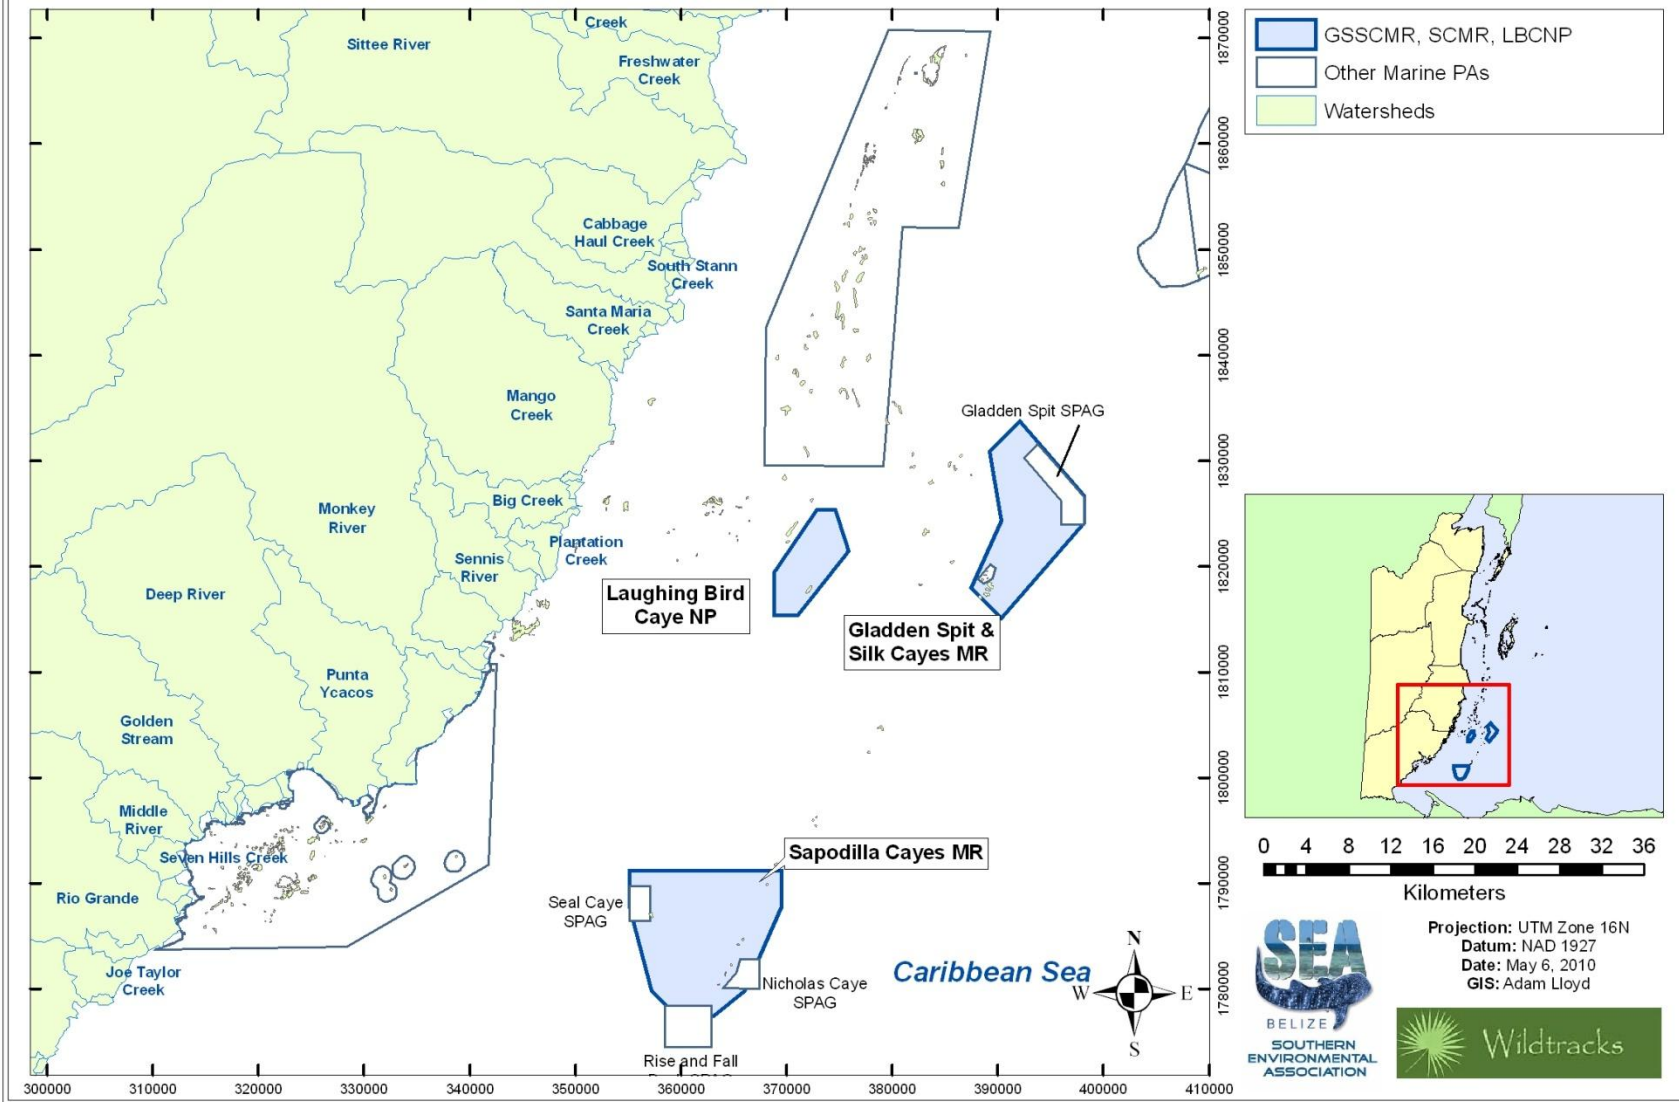 Creek
Sittee River
Freshwater
Creek
Cabbage
Haul Creek
South Stann
Creek
Santa Maria
Creek
Mango
Creek
Big Creek
Monkey
River
Plantation
Creek
Sennis
River
Deep River
Punta
Ycacos
Golden
Stream
Middle
River
Seven Hills Creek
Rio Grande
Joe Taylor
Creek
Gladden Spit SPAG
Laughing Bird
Caye NP
Gladden Spit &
Silk Cayes MR
Sapodilla Cayes MR
Seal Caye
SPAG
Nicholas Caye
SPAG
Rise and Fall
Caribbean Sea
N
W
E
S
300000
310000
320000
330000
340000
350000
360000
370000
380000
390000
400000
410000
1870000
1860000
1850000
1840000
1830000
1820000
1810000
1800000
1790000
1780000
GSSCMR, SCMR, LBCNP
Other Marine PAs
Watersheds
0 4 8 12 16 20 24 28 32 36
Kilometers
Projection: UTM Zone 16N
Datum: NAD 1927
Date: May 6, 2010
GIS: Adam Lloyd
SEA
BELIZE
SOUTHERN
ENVIRONMENTAL
ASSOCIATION
Wildtracks